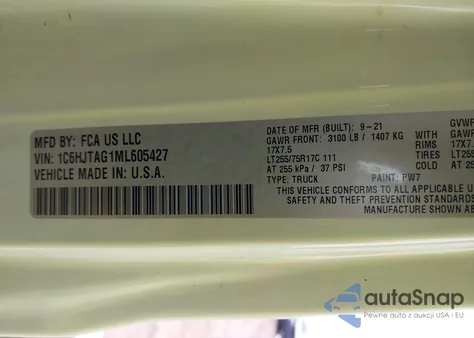 MFD BY: FCA US LLC
VIN: 1C6HJTAG1ML605427
VEHICLE MADE IN U.S.A.
DATE OF MFR (BUILT): 9-21
GAWR FRONT: 3100 LB / 1407 KG
17X7.5
LT255/75R17C 111
AT 255 kPa / 37 PSI
TYPE: TRUCK PAINT: PW7
GVWR
WITH
GAWR
RIMS 17X7
TIRES LT25
COLD AT 25
THIS VEHICLE CONFORMS TO ALL APPLICABLE U
SAFETY AND THEFT PREVENTION STANDARDS
MANUFACTURE SHOWN AB
autoSnap
Pewne auta z aukcji USA i EU